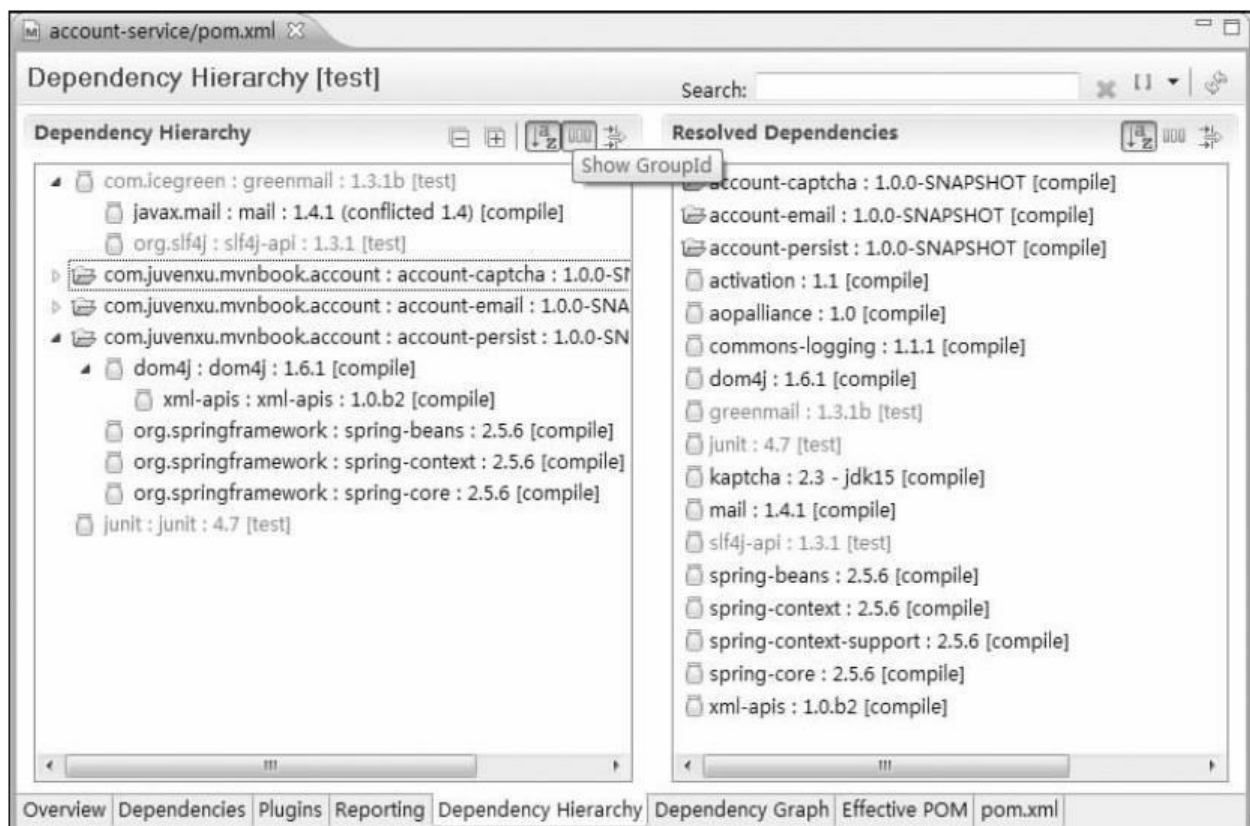 account-service/pom.xml
Dependency Hierarchy [test]
Search:
Dependency Hierarchy
Show GroupId
com.icegreen : greenmail : 1.3.1b [test]
javax.mail : mail : 1.4.1 (conflicted 1.4) [compile]
org.slf4j : slf4j-api : 1.3.1 [test]
com.juvenxu.mvnbook.account : account-captcha : 1.0.0-SN
com.juvenxu.mvnbook.account : account-email : 1.0.0-SNA
com.juvenxu.mvnbook.account : account-persist : 1.0.0-SN
dom4j : dom4j : 1.6.1 [compile]
xml-apis : xml-apis : 1.0.b2 [compile]
org.springframework : spring-beans : 2.5.6 [compile]
org.springframework : spring-context : 2.5.6 [compile]
org.springframework : spring-core : 2.5.6 [compile]
junit : junit : 4.7 [test]
Resolved Dependencies
account-captcha : 1.0.0-SNAPSHOT [compile]
account-email : 1.0.0-SNAPSHOT [compile]
account-persist : 1.0.0-SNAPSHOT [compile]
activation : 1.1 [compile]
aopalliance : 1.0 [compile]
commons-logging : 1.1.1 [compile]
dom4j : 1.6.1 [compile]
greenmail : 1.3.1b [test]
junit : 4.7 [test]
kaptcha : 2.3 - jdk15 [compile]
mail : 1.4.1 [compile]
slf4j-api : 1.3.1 [test]
spring-beans : 2.5.6 [compile]
spring-context : 2.5.6 [compile]
spring-context-support : 2.5.6 [compile]
spring-core : 2.5.6 [compile]
xml-apis : 1.0.b2 [compile]
Overview Dependencies Plugins Reporting Dependency Hierarchy Dependency Graph Effective POM pom.xml